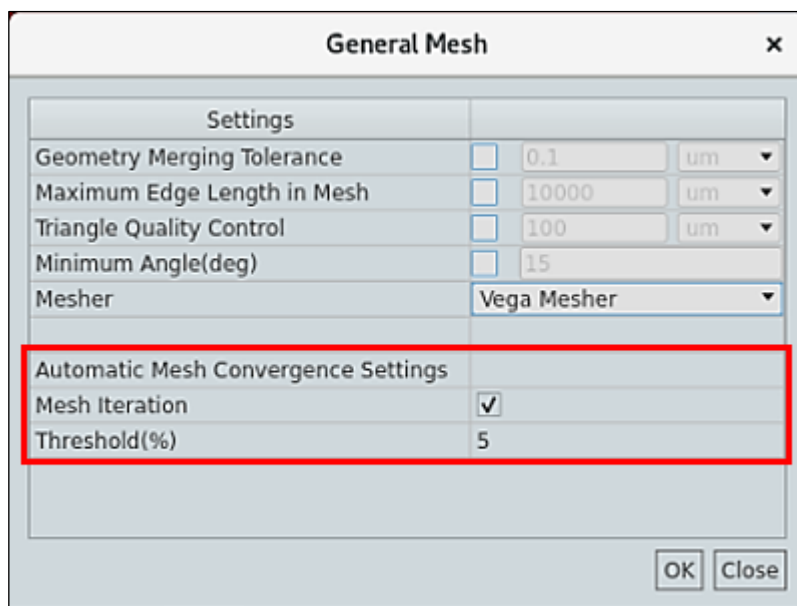 General Mesh ×
Settings
Geometry Merging Tolerance 0.1 um
Maximum Edge Length in Mesh 10000 um
Triangle Quality Control 100 um
Minimum Angle(deg) 15
Mesher Vega Mesher
Automatic Mesh Convergence Settings
Mesh Iteration
Threshold(%) 5
OK Close